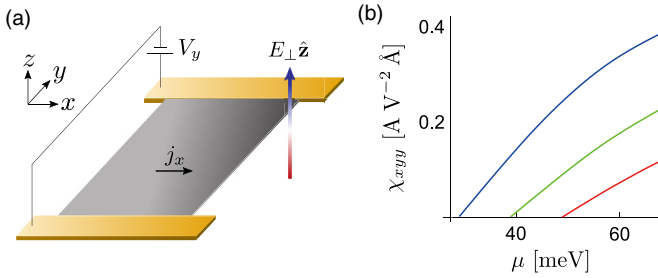 (a)
V_y
E_⊥ẑ
z
y
x
j_x
(b)
χ_xyy [A V⁻² Å]
0.4
0.2
40
60
μ [meV]